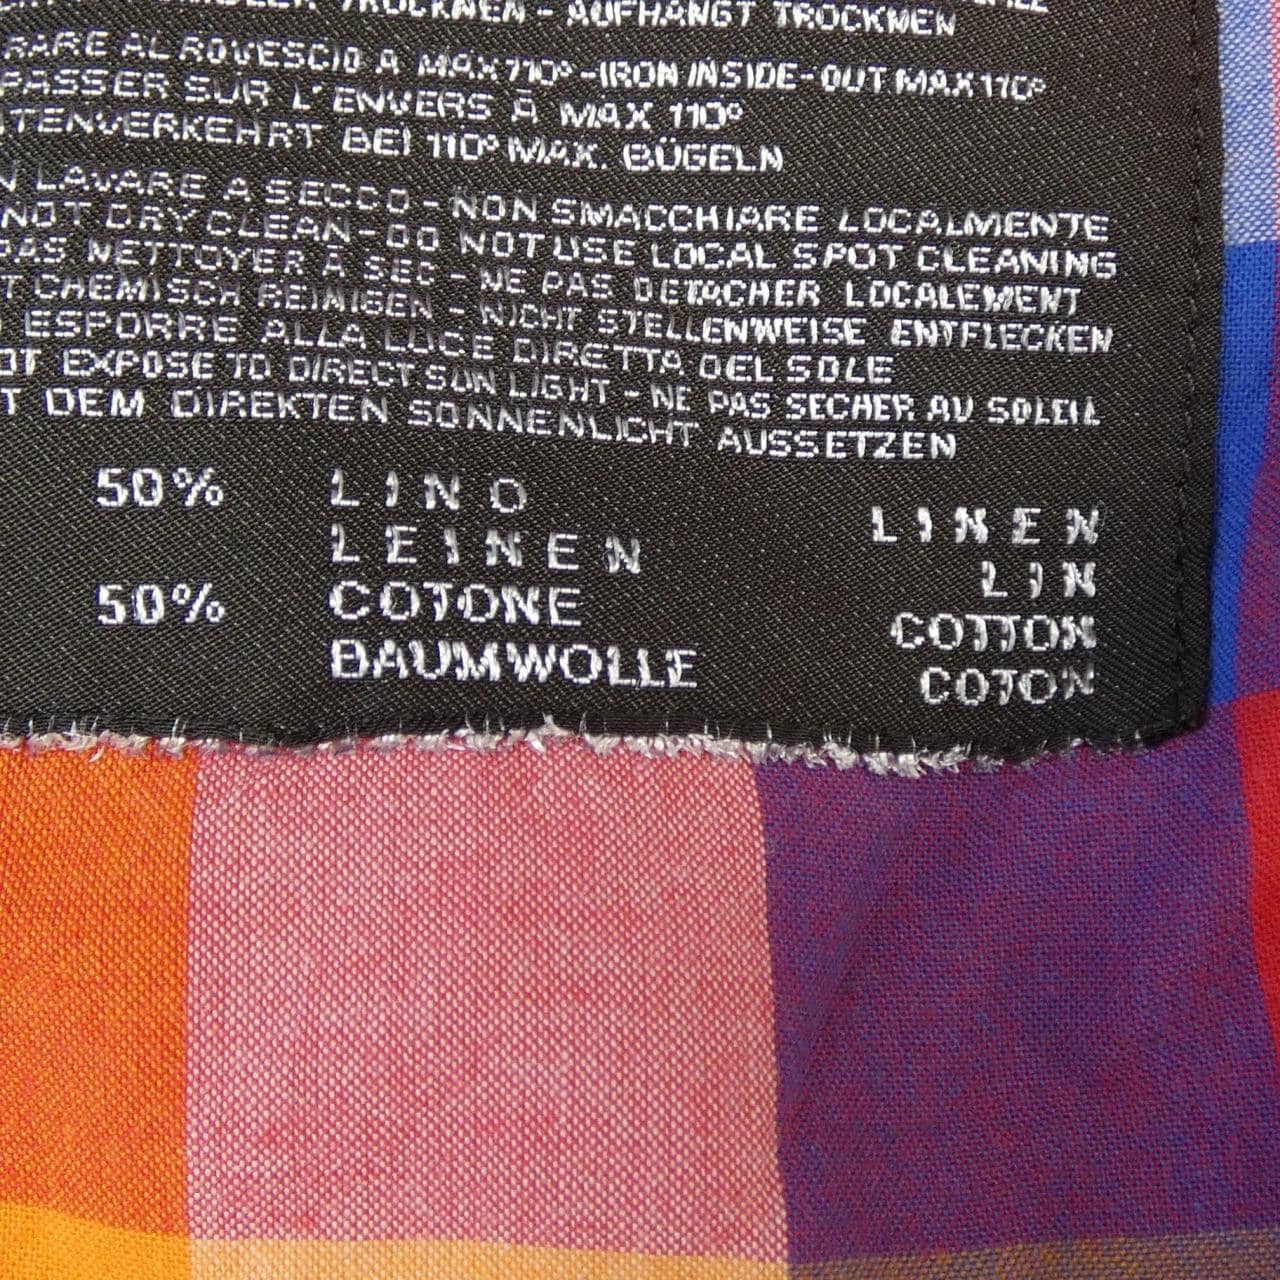 TROCKNEN - AUFHÄNGT TROCKNEN
RARE AL ROVESCIO A MAX 110° - IRON INSIDE - OUT MAX 110°
PASSER SUR L'ENVERS À MAX 110°
TENVERKEHRT BEI 110° MAX. BÜGELN
N LAVARE A SECCO - NON SMACCHIARE LOCALMENTE
NOT DRY CLEAN - DO NOT USE LOCAL SPOT CLEANING
PAS NETTOYER À SEC - NE PAS DETACHER LOCALEMENT
T CHEMISCH REINIGEN - NICHT STELLENWEISE ENTFLECKEN
ESPORRE ALLA LUCE DIRETTA DEL SOLE
OT EXPOSE TO DIRECT SUN LIGHT - NE PAS SECHER AU SOLEIL
T DEM DIREKTEN SONNENLICHT AUSSETZEN
50% LINO LINEN
LEINEN LIN
50% COTONE COTTON
BAUMWOLLE COTON